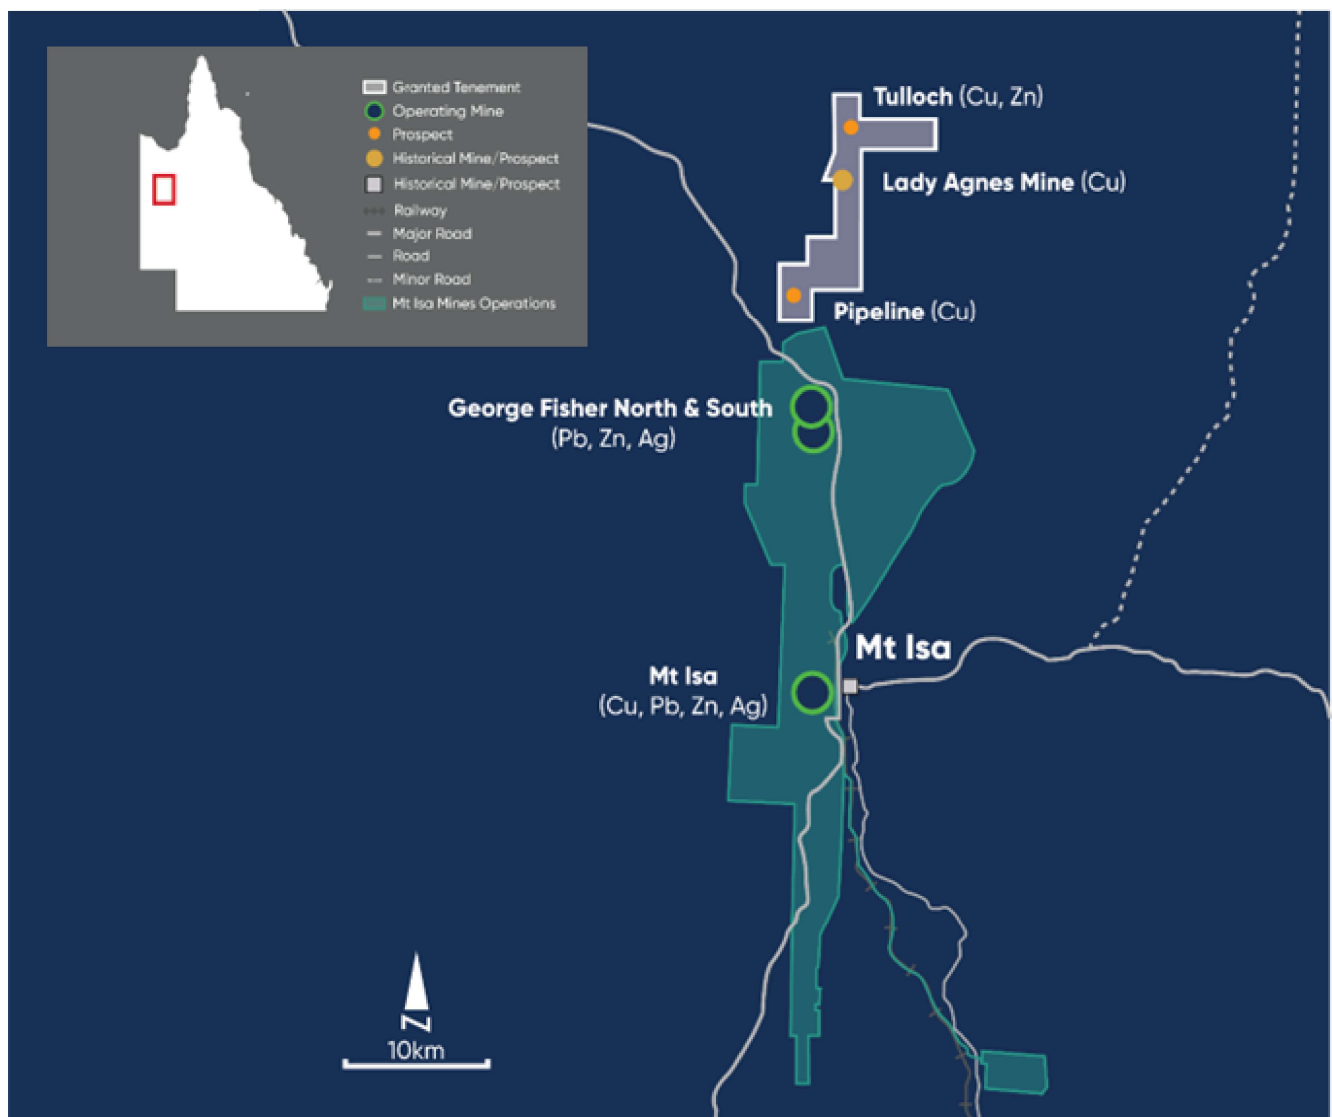 Granted Tenement
Operating Mine
Prospect
Historical Mine/Prospect
Historical Mine/Prospect
Railway
Major Road
Road
Minor Road
Mt Isa Mines Operations
Tulloch (Cu, Zn)
Lady Agnes Mine (Cu)
Pipeline (Cu)
George Fisher North & South
(Pb, Zn, Ag)
Mt Isa
Mt Isa
(Cu, Pb, Zn, Ag)
N
10km